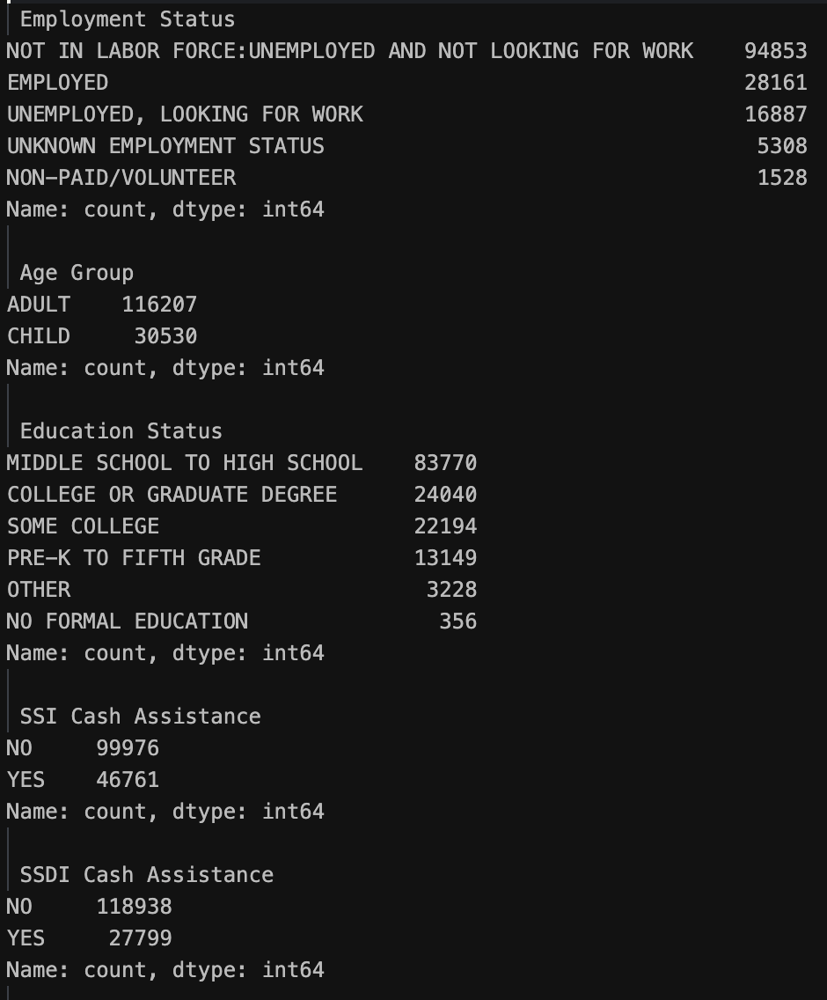 Employment Status
NOT IN LABOR FORCE:UNEMPLOYED AND NOT LOOKING FOR WORK    94853
EMPLOYED    28161
UNEMPLOYED, LOOKING FOR WORK    16887
UNKNOWN EMPLOYMENT STATUS    5308
NON-PAID/VOLUNTEER    1528
Name: count, dtype: int64
Age Group
ADULT    116207
CHILD    30530
Name: count, dtype: int64
Education Status
MIDDLE SCHOOL TO HIGH SCHOOL    83770
COLLEGE OR GRADUATE DEGREE    24040
SOME COLLEGE    22194
PRE-K TO FIFTH GRADE    13149
OTHER    3228
NO FORMAL EDUCATION    356
Name: count, dtype: int64
SSI Cash Assistance
NO    99976
YES    46761
Name: count, dtype: int64
SSDI Cash Assistance
NO    118938
YES    27799
Name: count, dtype: int64